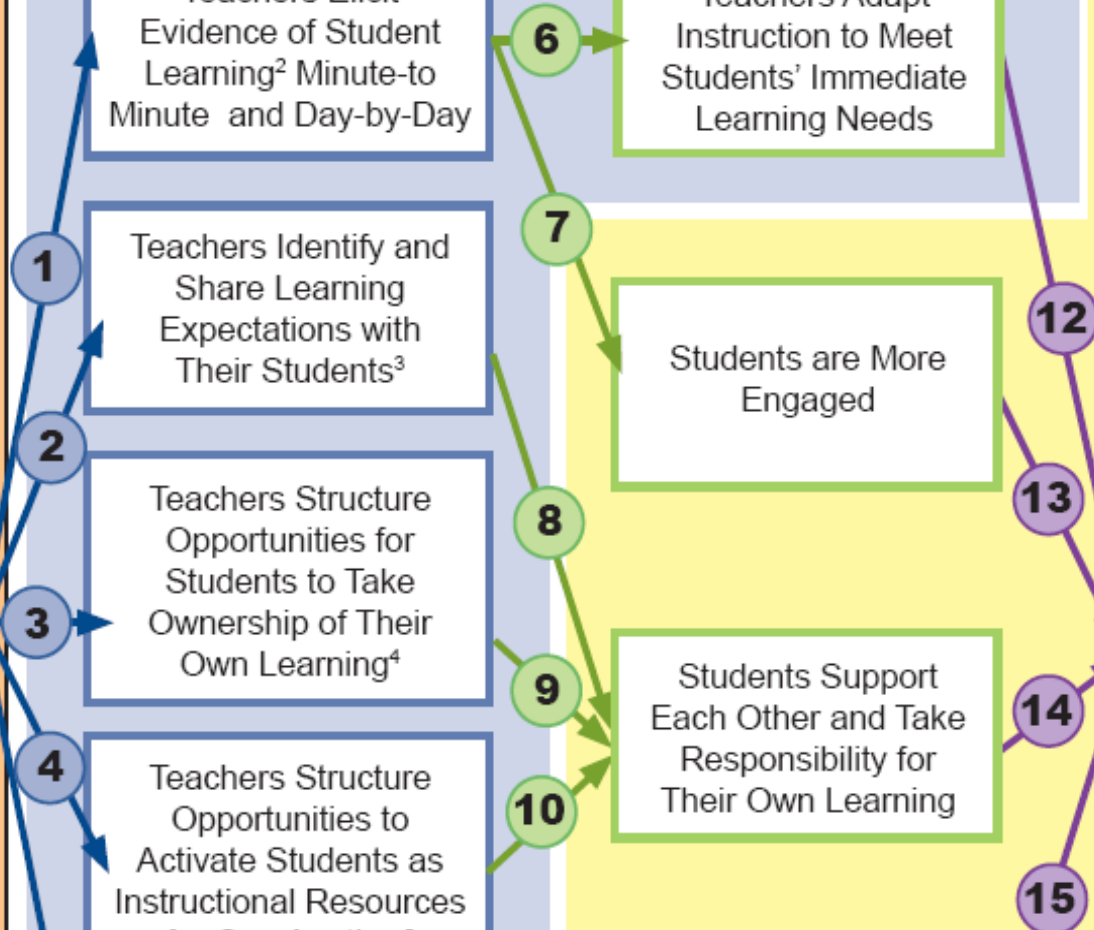 Evidence of Student
Learning² Minute-to
Minute and Day-by-Day
6
Teachers Adapt
Instruction to Meet
Students’ Immediate
Learning Needs
1
Teachers Identify and
Share Learning
Expectations with
Their Students³
7
12
Students are More
Engaged
2
13
Teachers Structure
Opportunities for
Students to Take
Ownership of Their
Own Learning⁴
8
3
9
Students Support
Each Other and Take
Responsibility for
Their Own Learning
14
4
Teachers Structure
Opportunities to
Activate Students as
Instructional Resources
10
15